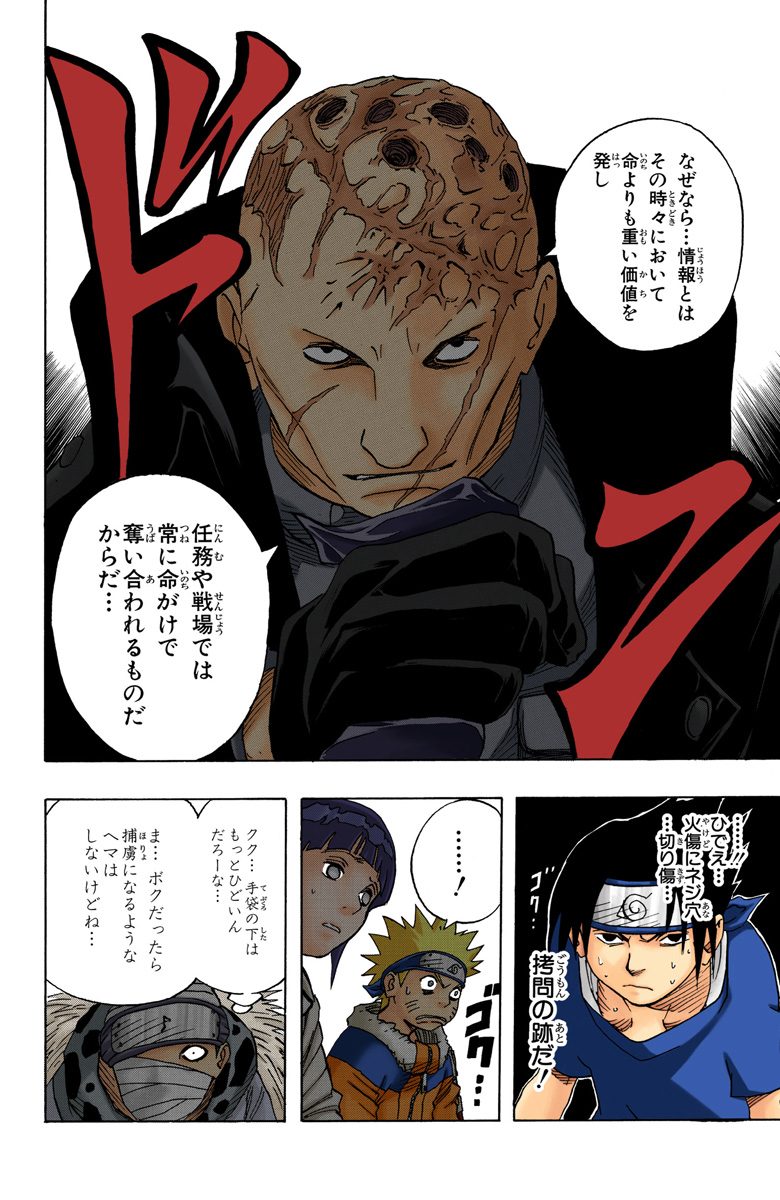 なぜなら…情報とは
その時々において
命よりも重い価値を
発し
任務や戦場では
常に命がけで
奪い合われるものだ
からだ…
ドドン
………!!
ひでえ…
火傷にネジ穴
…切り傷…
拷問の跡だ!
……!
ゴク…
クク…手袋の下は
もっとひどいん
だろーな…
ま…ボクだったら
捕虜になるような
ヘマは
しないけどね…